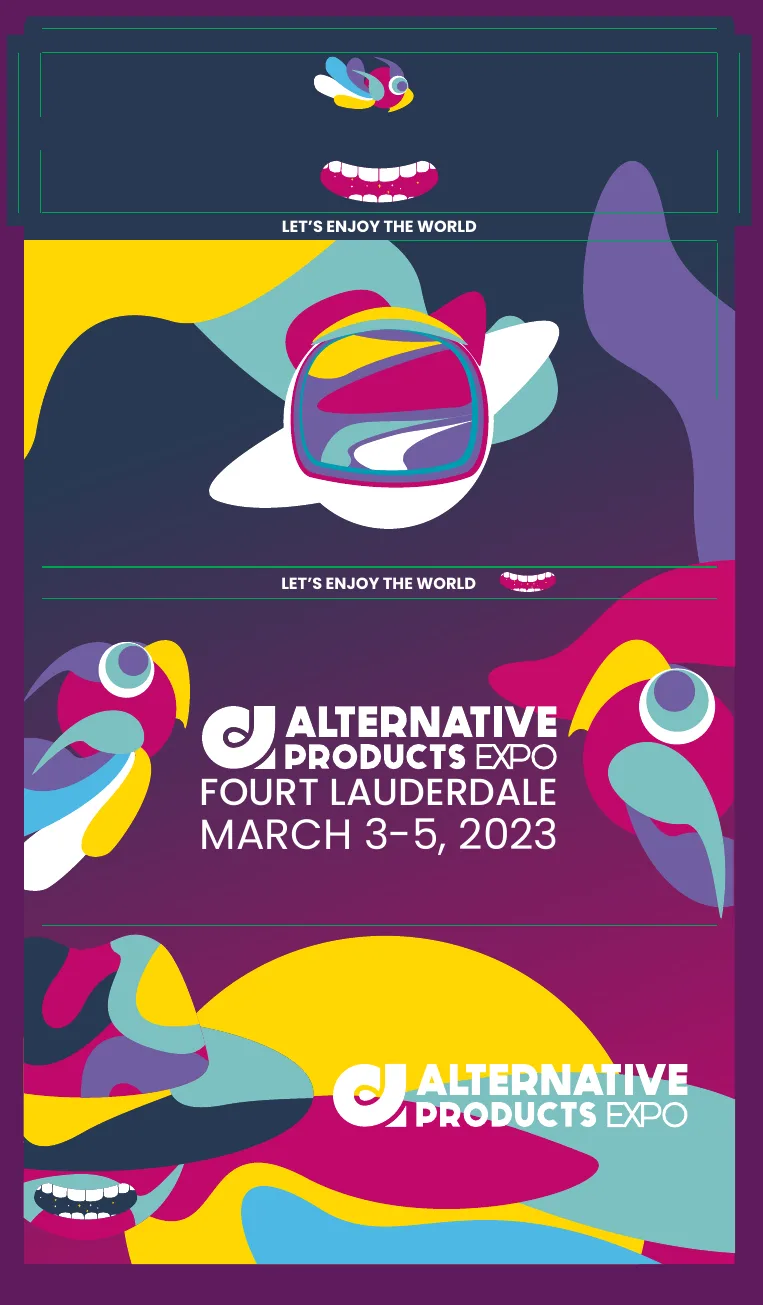 LET'S ENJOY THE WORLD
LET'S ENJOY THE WORLD
ALTERNATIVE
PRODUCTS EXPO
FOURT LAUDERDALE
MARCH 3-5, 2023
ALTERNATIVE
PRODUCTS EXPO